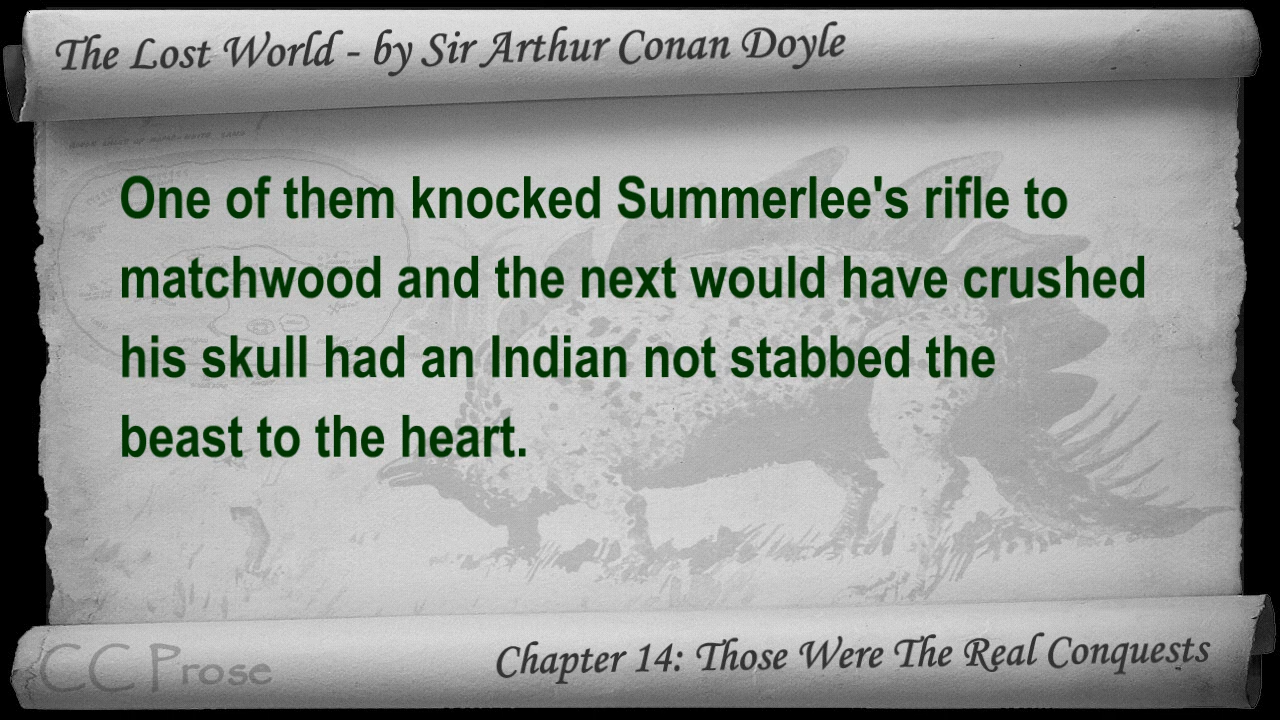 The Lost World - by Sir Arthur Conan Doyle
One of them knocked Summerlee's rifle to
matchwood and the next would have crushed
his skull had an Indian not stabbed the
beast to the heart.
CC Prose
Chapter 14: Those Were The Real Conquests